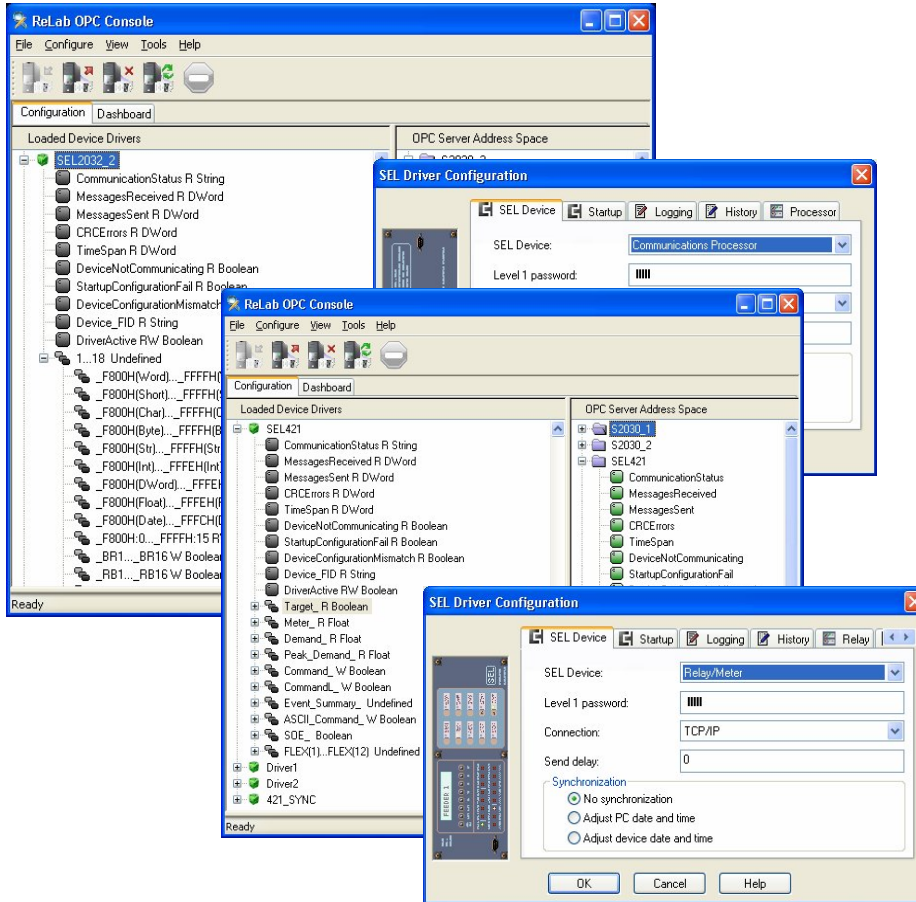 ReLab OPC Console
File Configure View Tools Help
Configuration Dashboard
Loaded Device Drivers
OPC Server Address Space
SEL2032_2
CommunicationStatus R String
MessagesReceived R DWord
MessagesSent R DWord
CRCErrors R DWord
TimeSpan R DWord
DeviceNotCommunicating R Boolean
StartupConfigurationFail R Boolean
DeviceConfigurationMismatch
Device_FID R String
DriverActive RW Boolean
1...18 Undefined
_F800H(Word)..._FFFFH(
_F800H(Short)..._FFFFH(
_F800H(Char)..._FFFFH(
_F800H(Byte)..._FFFFH(B
_F800H(Str)..._FFFFH(Str
_F800H(Int)..._FFFEH(Int
_F800H(DWord)..._FFFEH
_F800H(Float)..._FFFEH(
_F800H(Date)..._FFFCH(
_F800H:0..._FFFFH:15 R
_BR1..._BR16 W Boolea
_RB1..._RB16 W Boolea
Ready
SEL Driver Configuration
SEL Device Startup Logging History Processor
SEL Device: Communications Processor
Level 1 password:
ReLab OPC Console
File Configure View Tools Help
Configuration Dashboard
Loaded Device Drivers
SEL421
CommunicationStatus R String
MessagesReceived R DWord
MessagesSent R DWord
CRCErrors R DWord
TimeSpan R DWord
DeviceNotCommunicating R Boolean
StartupConfigurationFail R Boolean
DeviceConfigurationMismatch R Boolean
Device_FID R String
DriverActive RW Boolean
Target_ R Boolean
Meter_ R Float
Demand_ R Float
Peak_Demand_ R Float
Command_ W Boolean
CommandL_ W Boolean
Event_Summary_ Undefined
ASCII_Command_ W Boolean
SOE_ Boolean
FLEX(1)...FLEX(12) Undefined
Driver1
Driver2
421_SYNC
Ready
OPC Server Address Space
S2030_1
S2030_2
SEL421
CommunicationStatus
MessagesReceived
MessagesSent
CRCErrors
TimeSpan
DeviceNotCommunicating
StartupConfigurationFail
SEL Driver Configuration
SEL Device Startup Logging History Relay
SEL
FEEDER 1
SEL Device: Relay/Meter
Level 1 password:
Connection: TCP/IP
Send delay: 0
Synchronization
No synchronization
Adjust PC date and time
Adjust device date and time
OK Cancel Help